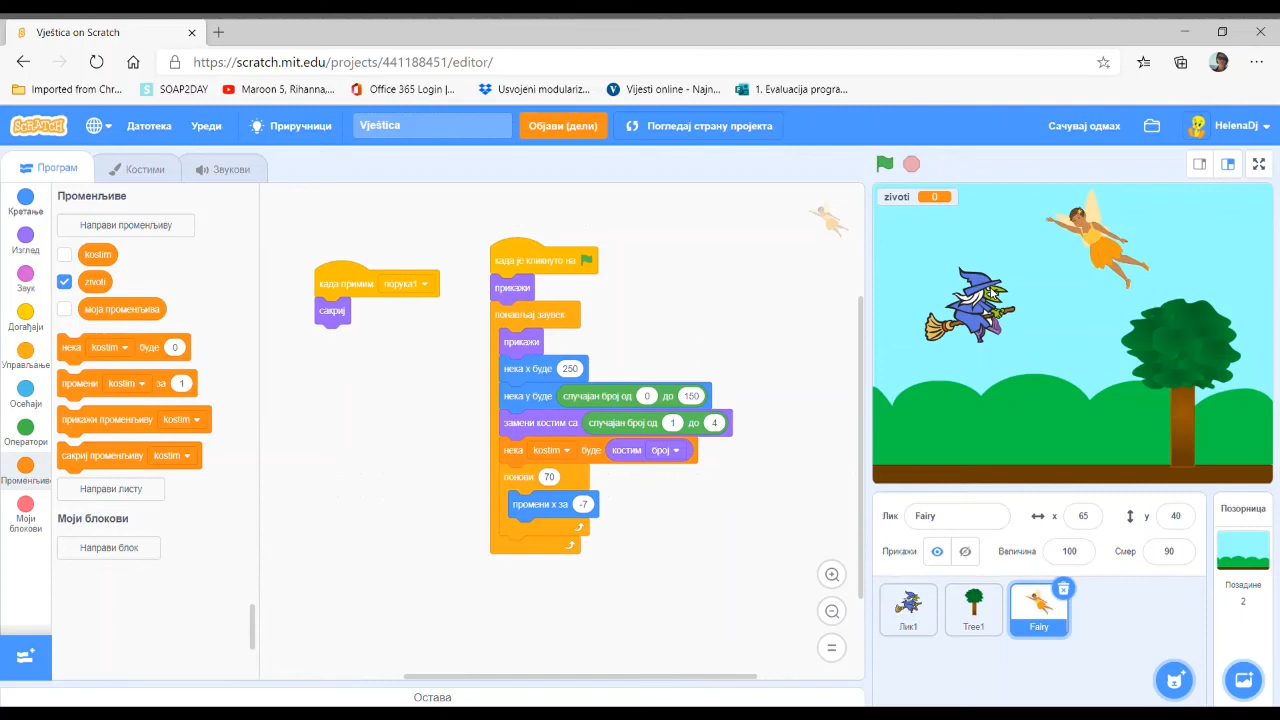 Vještica on Scratch
https://scratch.mit.edu/projects/441188451/editor/
Imported from Chr...
SOAP2DAY
Maroon 5, Rihanna,...
Office 365 Login |...
Usvojeni modularizi...
Vijesti online - Najn...
1. Evaluacija progra...
SCRATCH
Датотека
Уреди
Приручници
Vještica
Објави (дели)
Погледај страну пројекта
Сачувај одмах
HelenaDj
Програм
Костими
Звукови
Кретање
Изглед
Звук
Догађаји
Управљање
Осећаји
Оператори
Променљиве
Моји
блокови
Променљиве
Направи променљиву
kostim
zivoti
моја променљива
нека kostim буде 0
промени kostim за 1
прикажи променљиву kostim
сакриј променљиву kostim
Направи листу
Моји блокови
Направи блок
када примим порука1
сакриј
када је кликнуто на
прикажи
понављај заувек
прикажи
нека x буде 250
нека y буде случајан број од 0 до 150
замени костим са случајан број од 1 до 4
нека kostim буде костим број
понови 70
промени x за -7
Остава
zivoti 0
Лик Fairy x 65 y 40
Прикажи Величина 100 Смер 90
Лик1
Tree1
Fairy
Позорница
Позадине
2